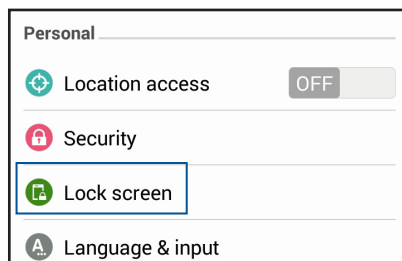 Personal
Location access OFF
Security
Lock screen
A Language & input